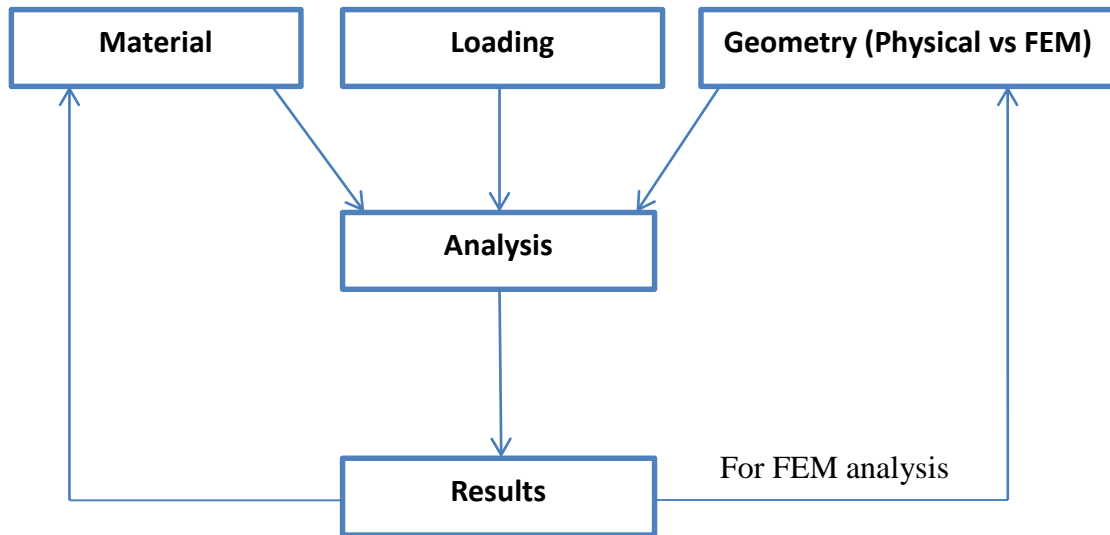 Material
Loading
Geometry (Physical vs FEM)
Analysis
For FEM analysis
Results